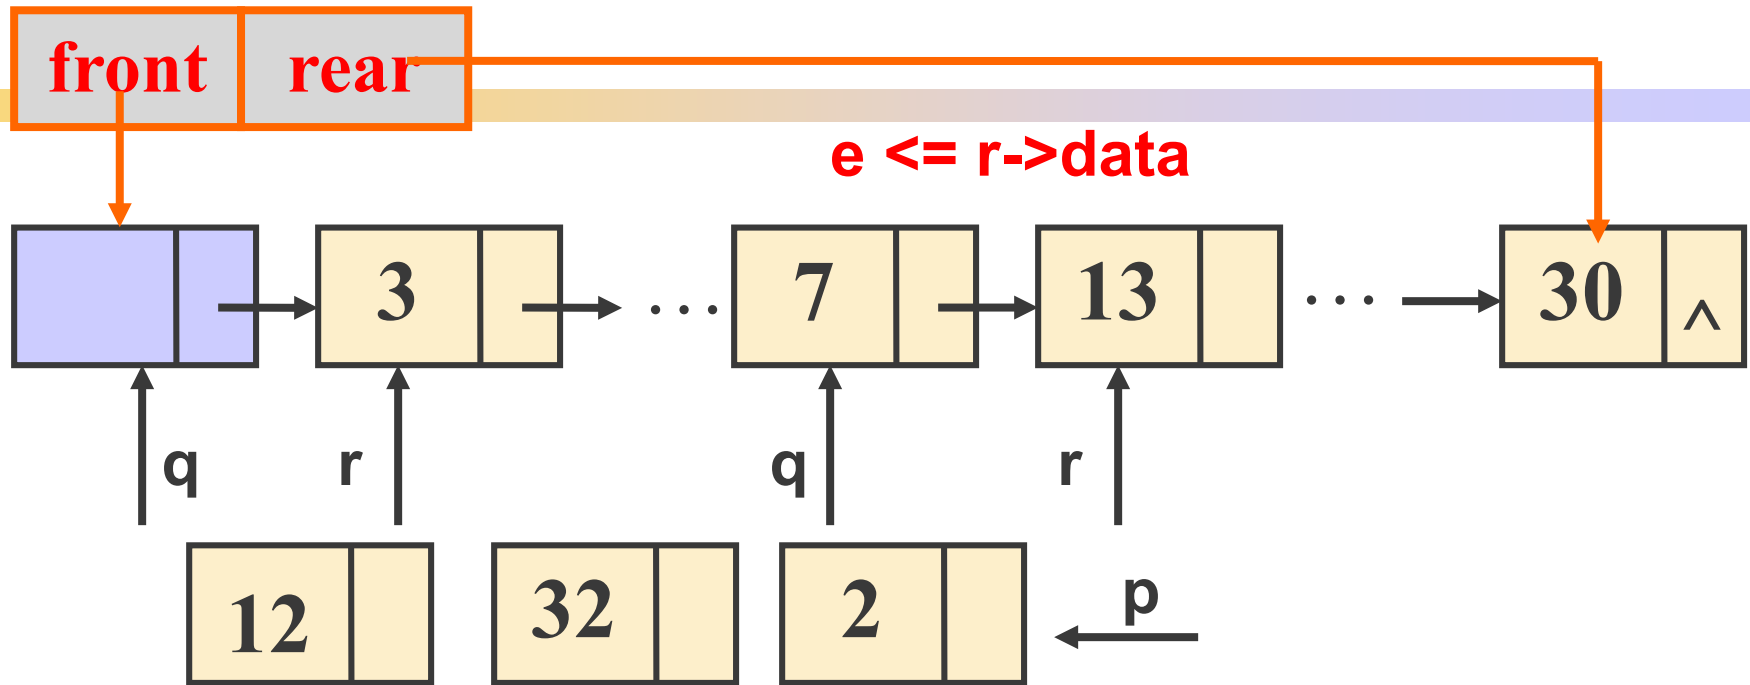 front rear
e <= r->data
3 ... 7 13 ... 30 ^
q r q r
12 32 2 p